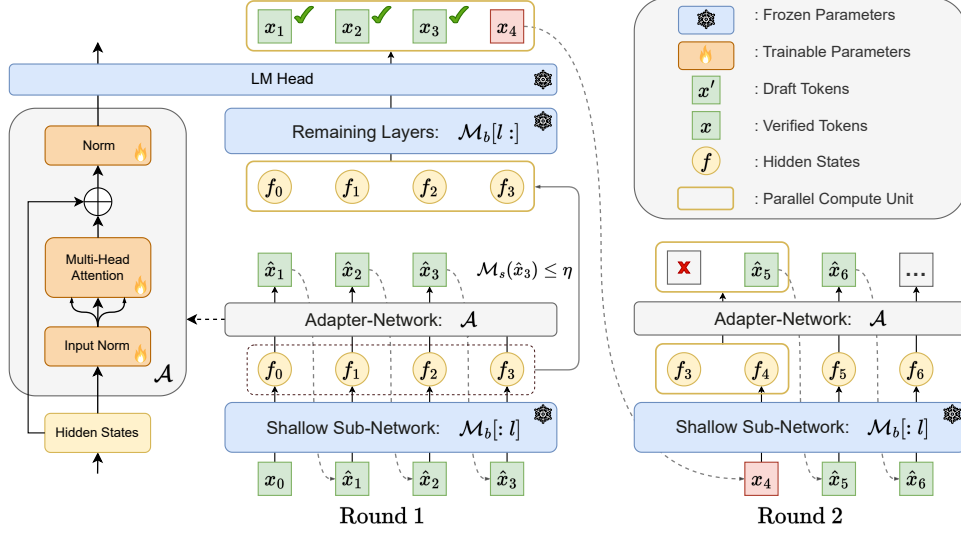 x₁ x₂ x₃ x₄
LM Head
Remaining Layers: ℳ_b[l :]
f₀ f₁ f₂ f₃
Norm
Multi-Head
Attention
Input Norm
𝒜
Hidden States
x̂₁ x̂₂ x̂₃
ℳ_s(x̂₃) ≤ η
Adapter-Network: 𝒜
f₀ f₁ f₂ f₃
Shallow Sub-Network: ℳ_b[: l]
x₀ x̂₁ x̂₂ x̂₃
Round 1
: Frozen Parameters
: Trainable Parameters
x′ : Draft Tokens
x : Verified Tokens
f : Hidden States
: Parallel Compute Unit
X x̂₅ x̂₆ ...
Adapter-Network: 𝒜
f₃ f₄ f₅ f₆
Shallow Sub-Network: ℳ_b[: l]
x₄ x̂₅ x̂₆
Round 2